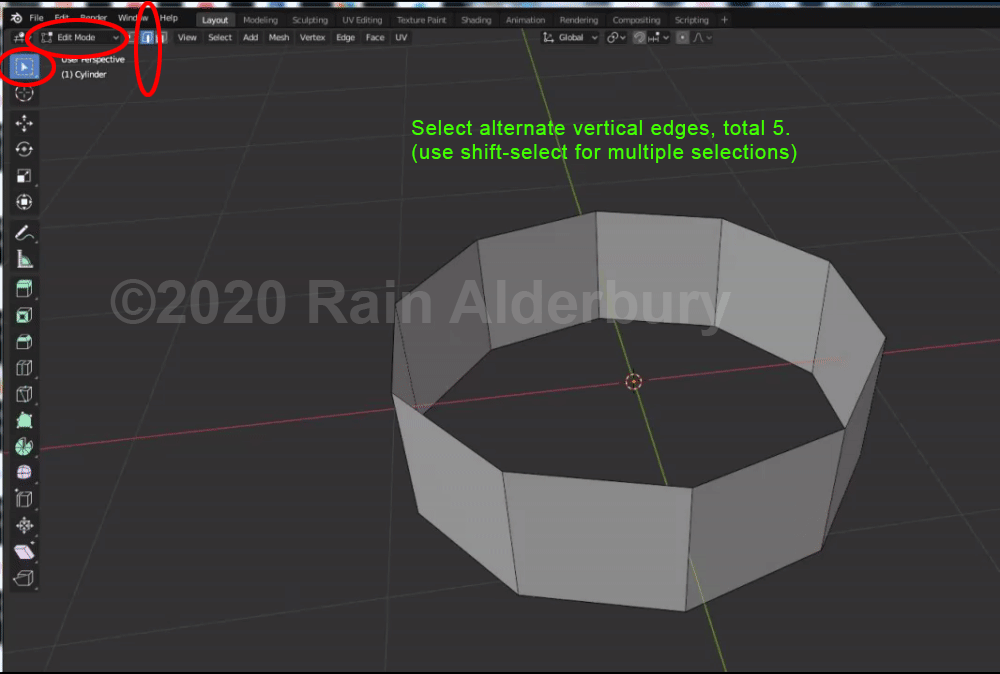 File Edit Render Window Help Layout Modeling Sculpting UV Editing Texture Paint Shading Animation Rendering Compositing Scripting +
Edit Mode View Select Add Mesh Vertex Edge Face UV Global
User Perspective
(1) Cylinder
Select alternate vertical edges, total 5.
(use shift-select for multiple selections)
©2020 Rain Alderbury